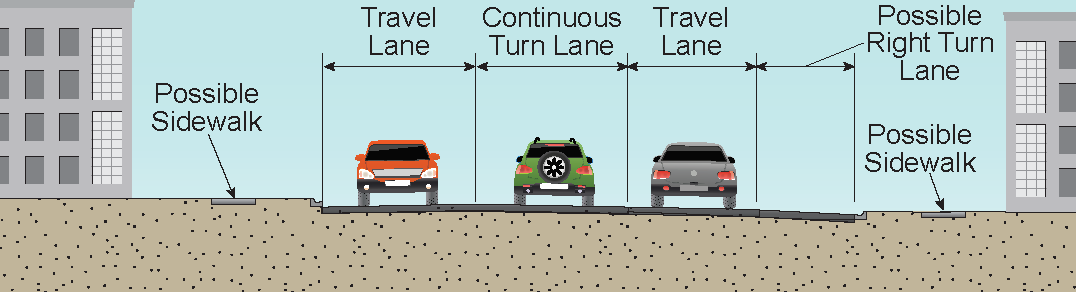 Travel
Lane
Continuous
Turn Lane
Travel
Lane
Possible
Right Turn
Lane
Possible
Sidewalk
Possible
Sidewalk